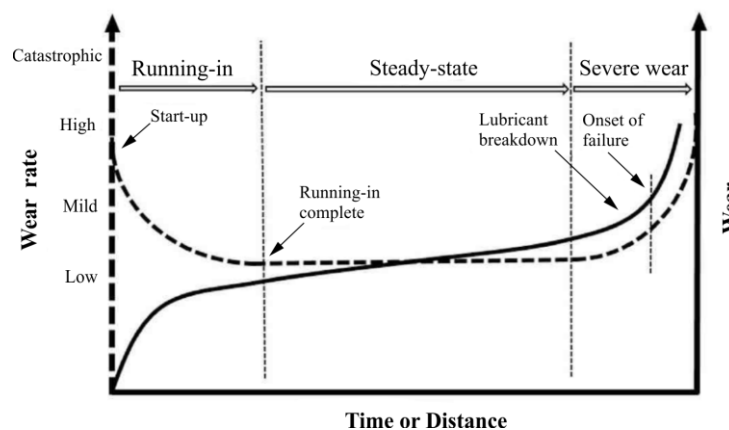 Catastrophic
Running-in
Steady-state
Severe wear
High
Start-up
Lubricant
breakdown
Onset of
failure
Wear rate
Mild
Running-in
complete
Low
Time or Distance